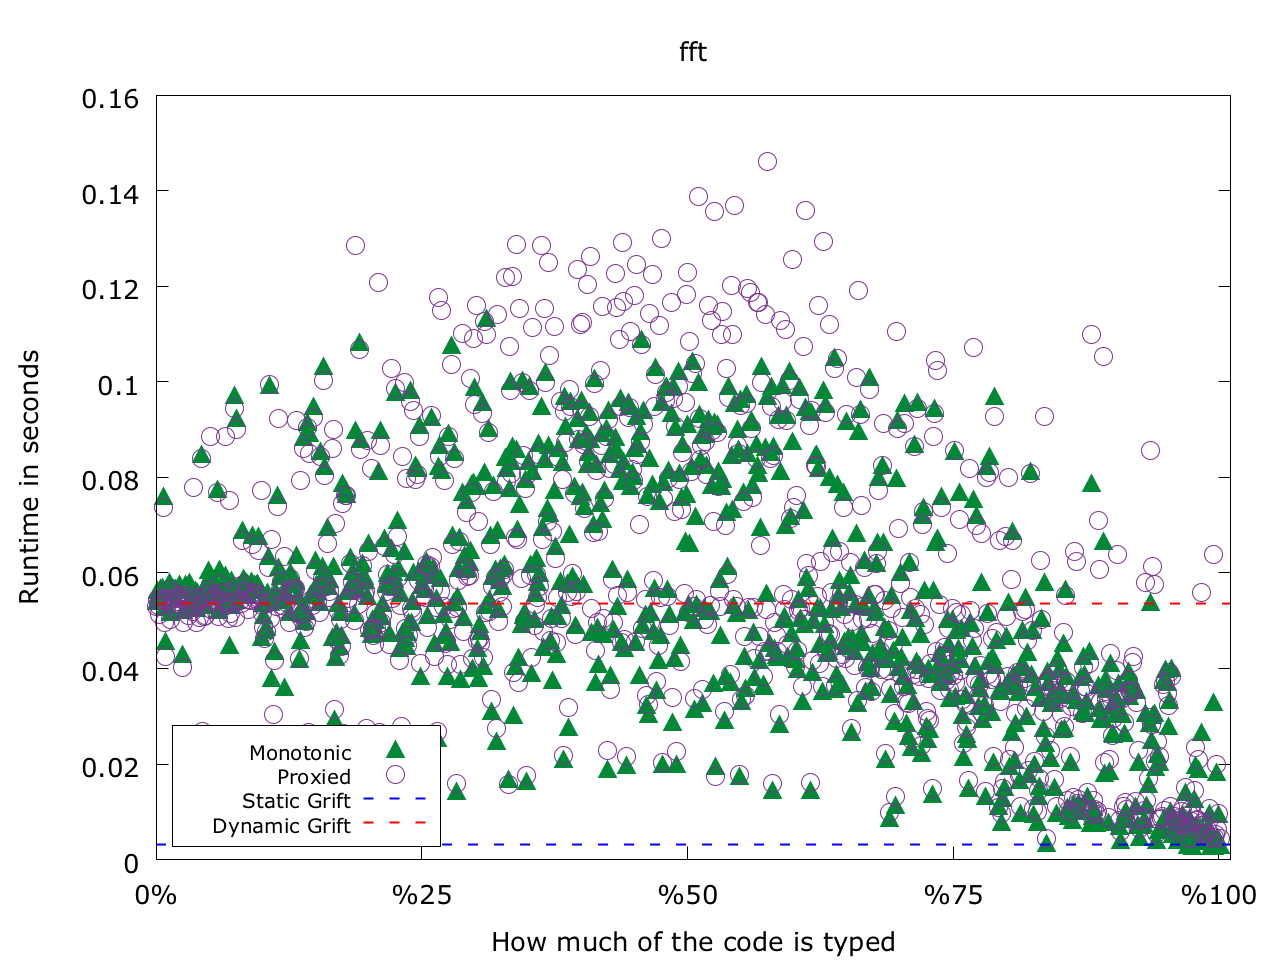 fft
0.16
0.14
0.12
0.1
0.08
0.06
0.04
0.02
0
Runtime in seconds
Monotonic
Proxied
Static Grift
Dynamic Grift
0% %25 %50 %75 %100
How much of the code is typed